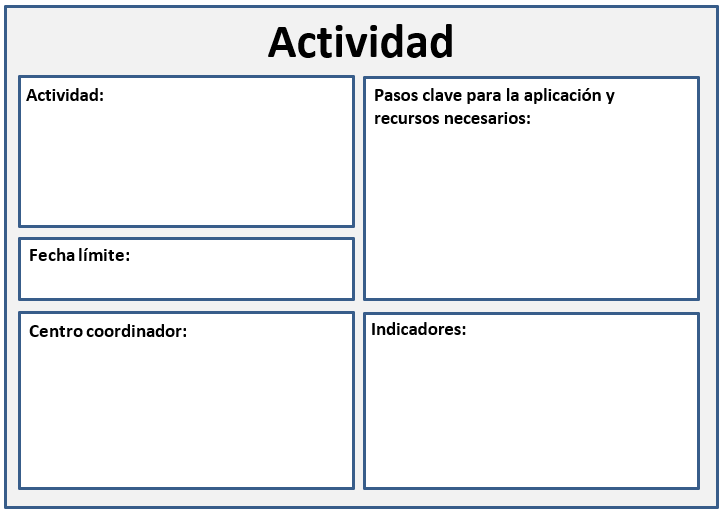 Actividad
Actividad:
Fecha límite:
Centro coordinador:
Pasos clave para la aplicación y
recursos necesarios:
Indicadores: